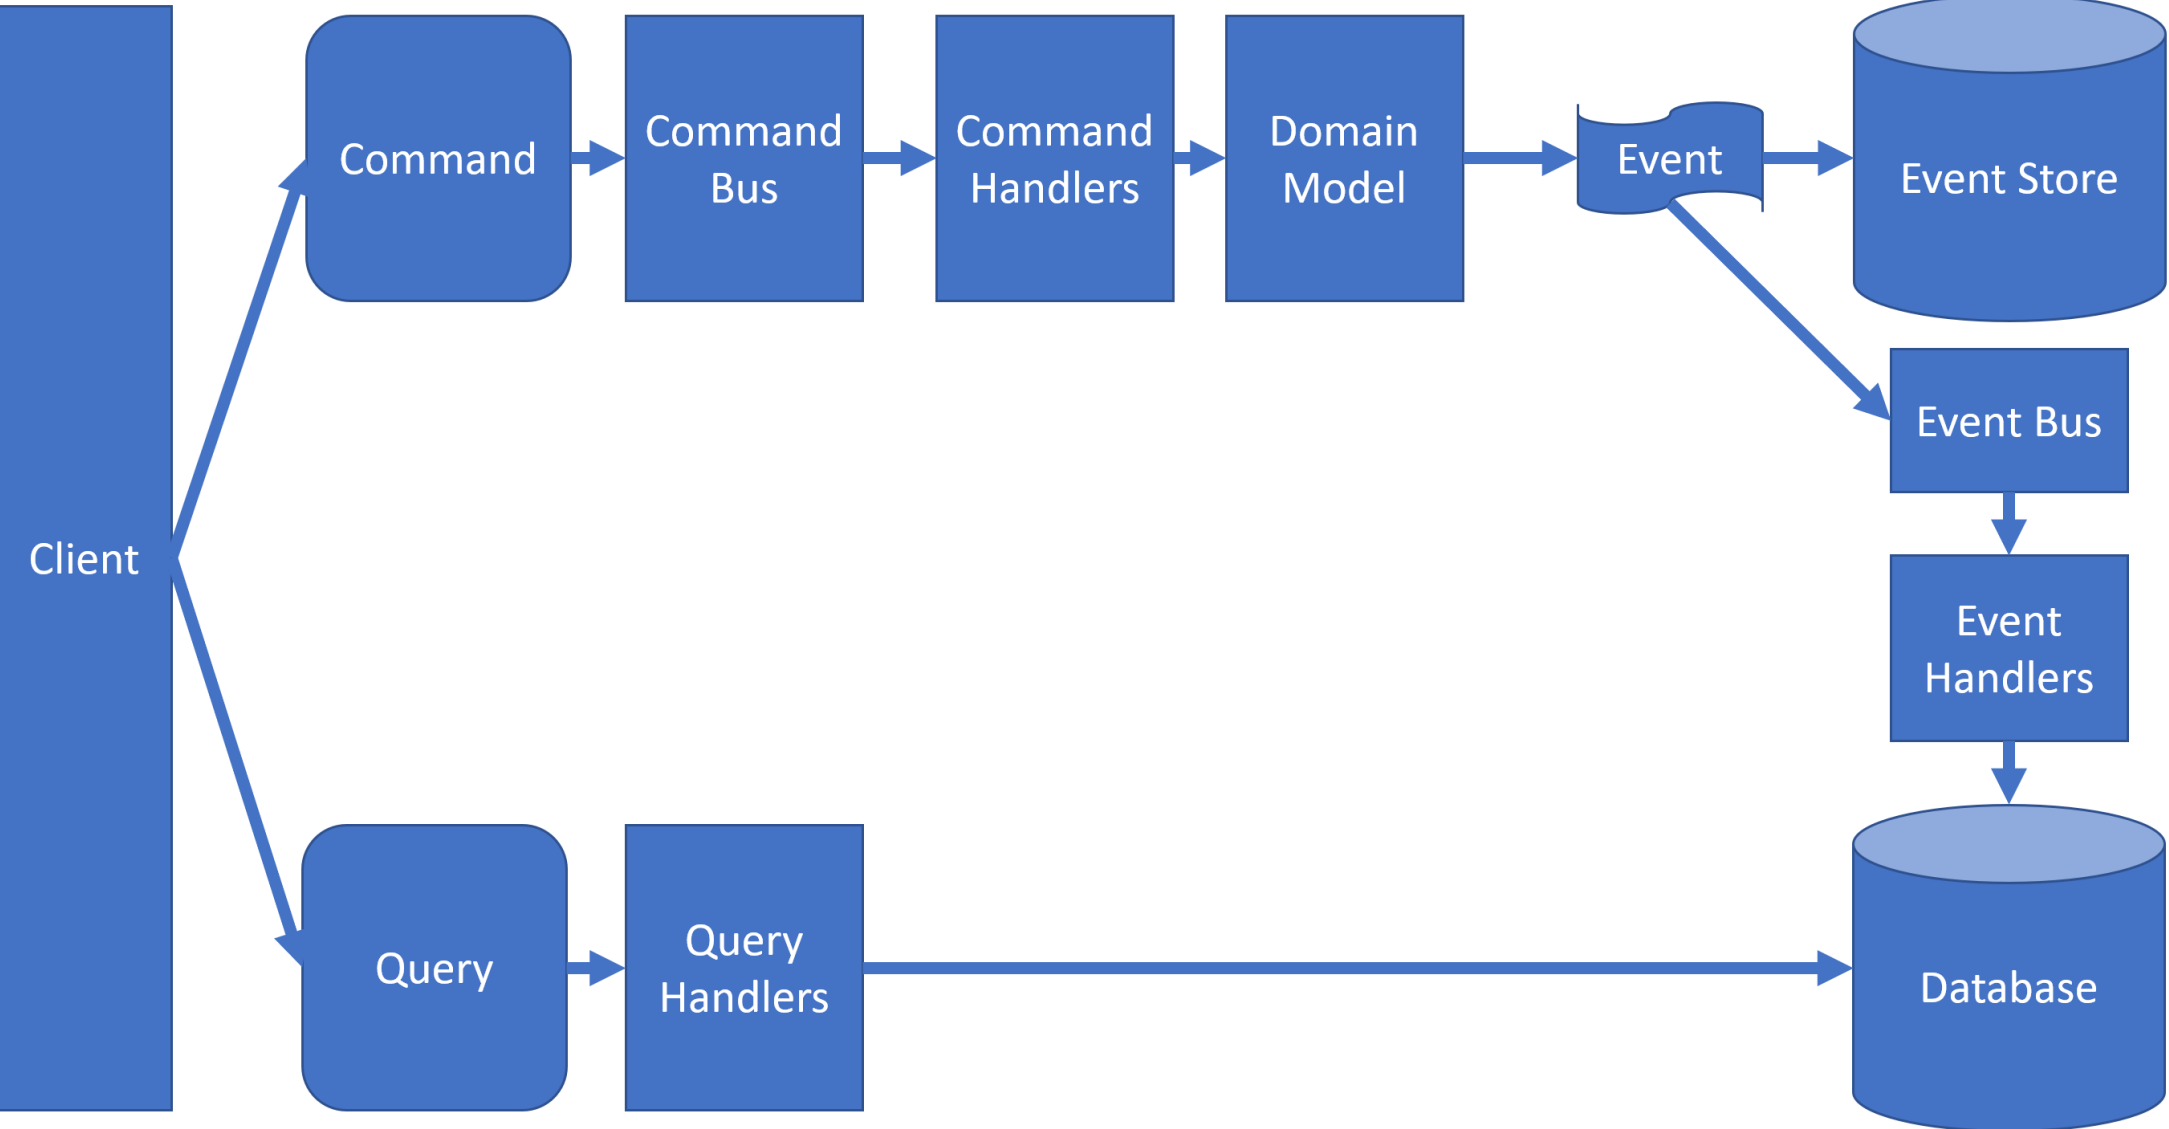 Client
Command
Command
Bus
Command
Handlers
Domain
Model
Event
Event Store
Event Bus
Event
Handlers
Query
Query
Handlers
Database